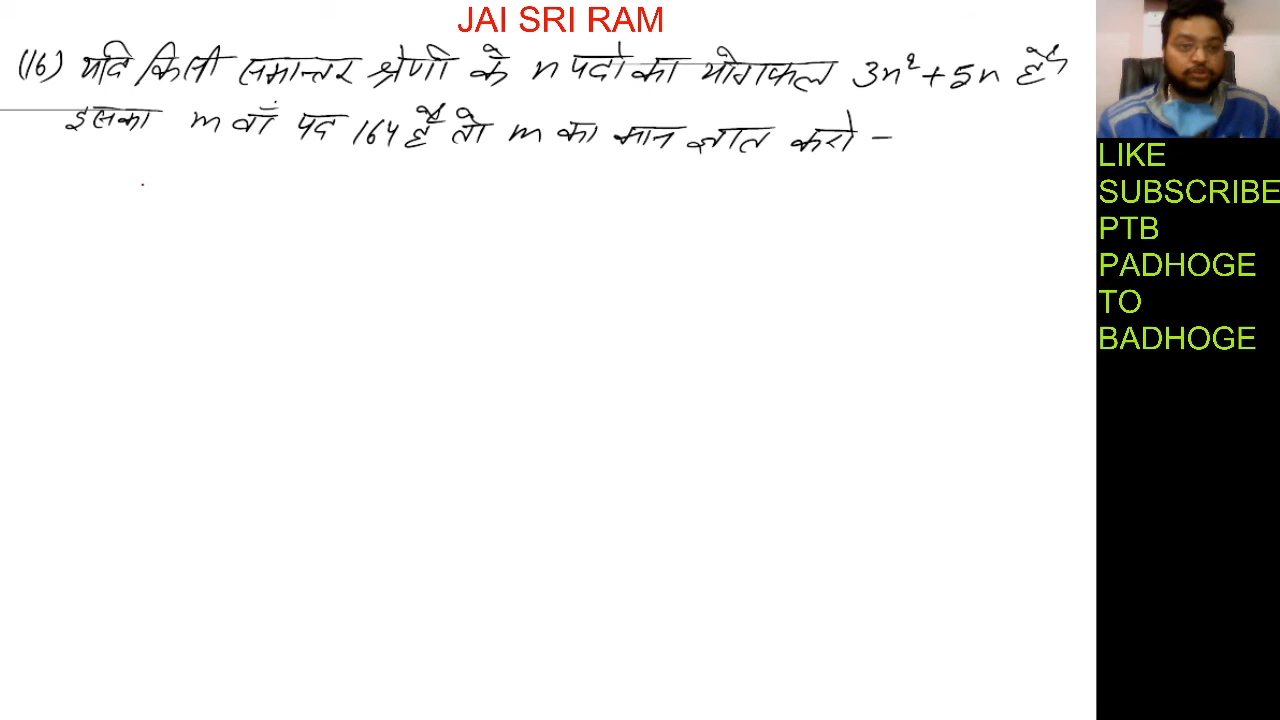 JAI SRI RAM
(16) यदि किसी समान्तर श्रेणी के n पदो का योगफल 3n² + 5n हैं
इसका m वाँ पद 164 हैं तो m का मान ज्ञात करो -
LIKE
SUBSCRIBE
PTB
PADHOGE
TO
BADHOGE